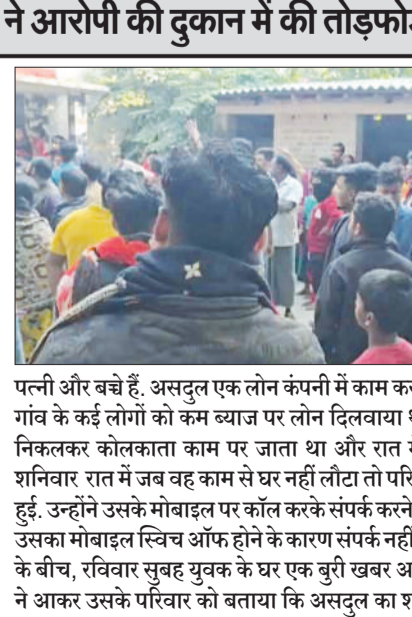 ने आरोपी की दुकान में की
पत्नी और बच्चे हैं. असदुल एक लोन कंपनी में काम
गांव के कई लोगों को कम ब्याज पर लोन दिलवाया
निकलकर कोलकाता काम पर जाता था और रात
शनिवार रात में जब वह काम से घर नहीं लौटा तो
हुई. उन्होंने उसके मोबाइल पर कॉल करके संपर्क करने
उसका मोबाइल स्विच ऑफ होने के कारण संपर्क नहीं
के बीच, रविवार सुबह युवक के घर एक बुरी खबर
ने आकर उसके परिवार को बताया कि असदुल का